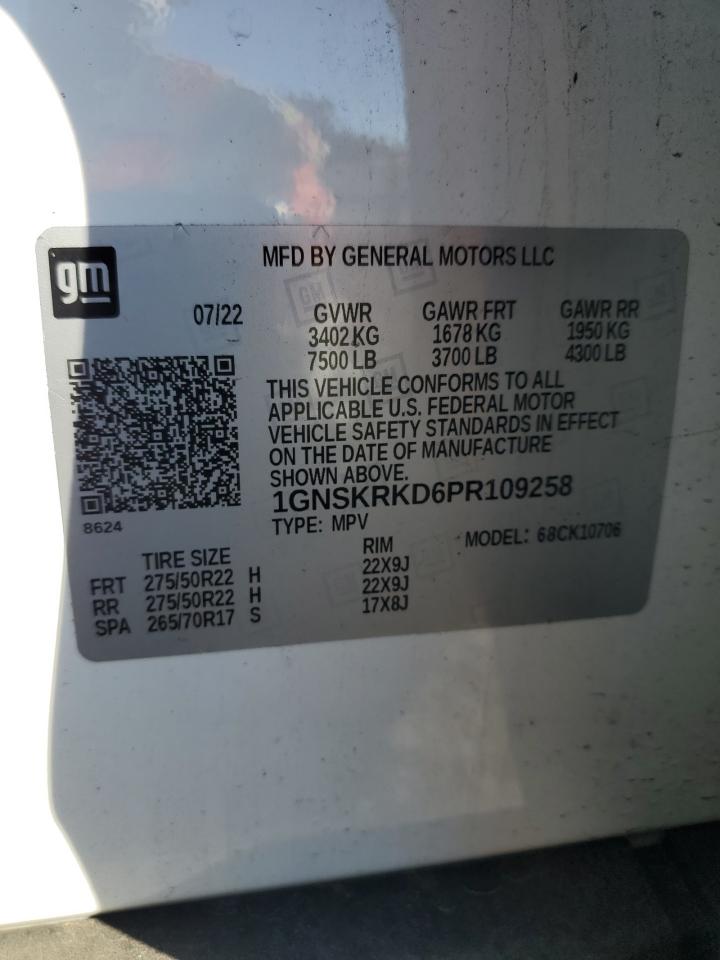 gm
MFD BY GENERAL MOTORS LLC
07/22 GVWR GAWR FRT GAWR RR
3402 KG 1678 KG 1950 KG
7500 LB 3700 LB 4300 LB
THIS VEHICLE CONFORMS TO ALL
APPLICABLE U.S. FEDERAL MOTOR
VEHICLE SAFETY STANDARDS IN EFFECT
ON THE DATE OF MANUFACTURE
SHOWN ABOVE.
8624
1GNSKRKD6PR109258
TYPE: MPV MODEL: 68CK10706
TIRE SIZE RIM
FRT 275/50R22 H 22X9J
RR 275/50R22 H 22X9J
SPA 265/70R17 S 17X8J